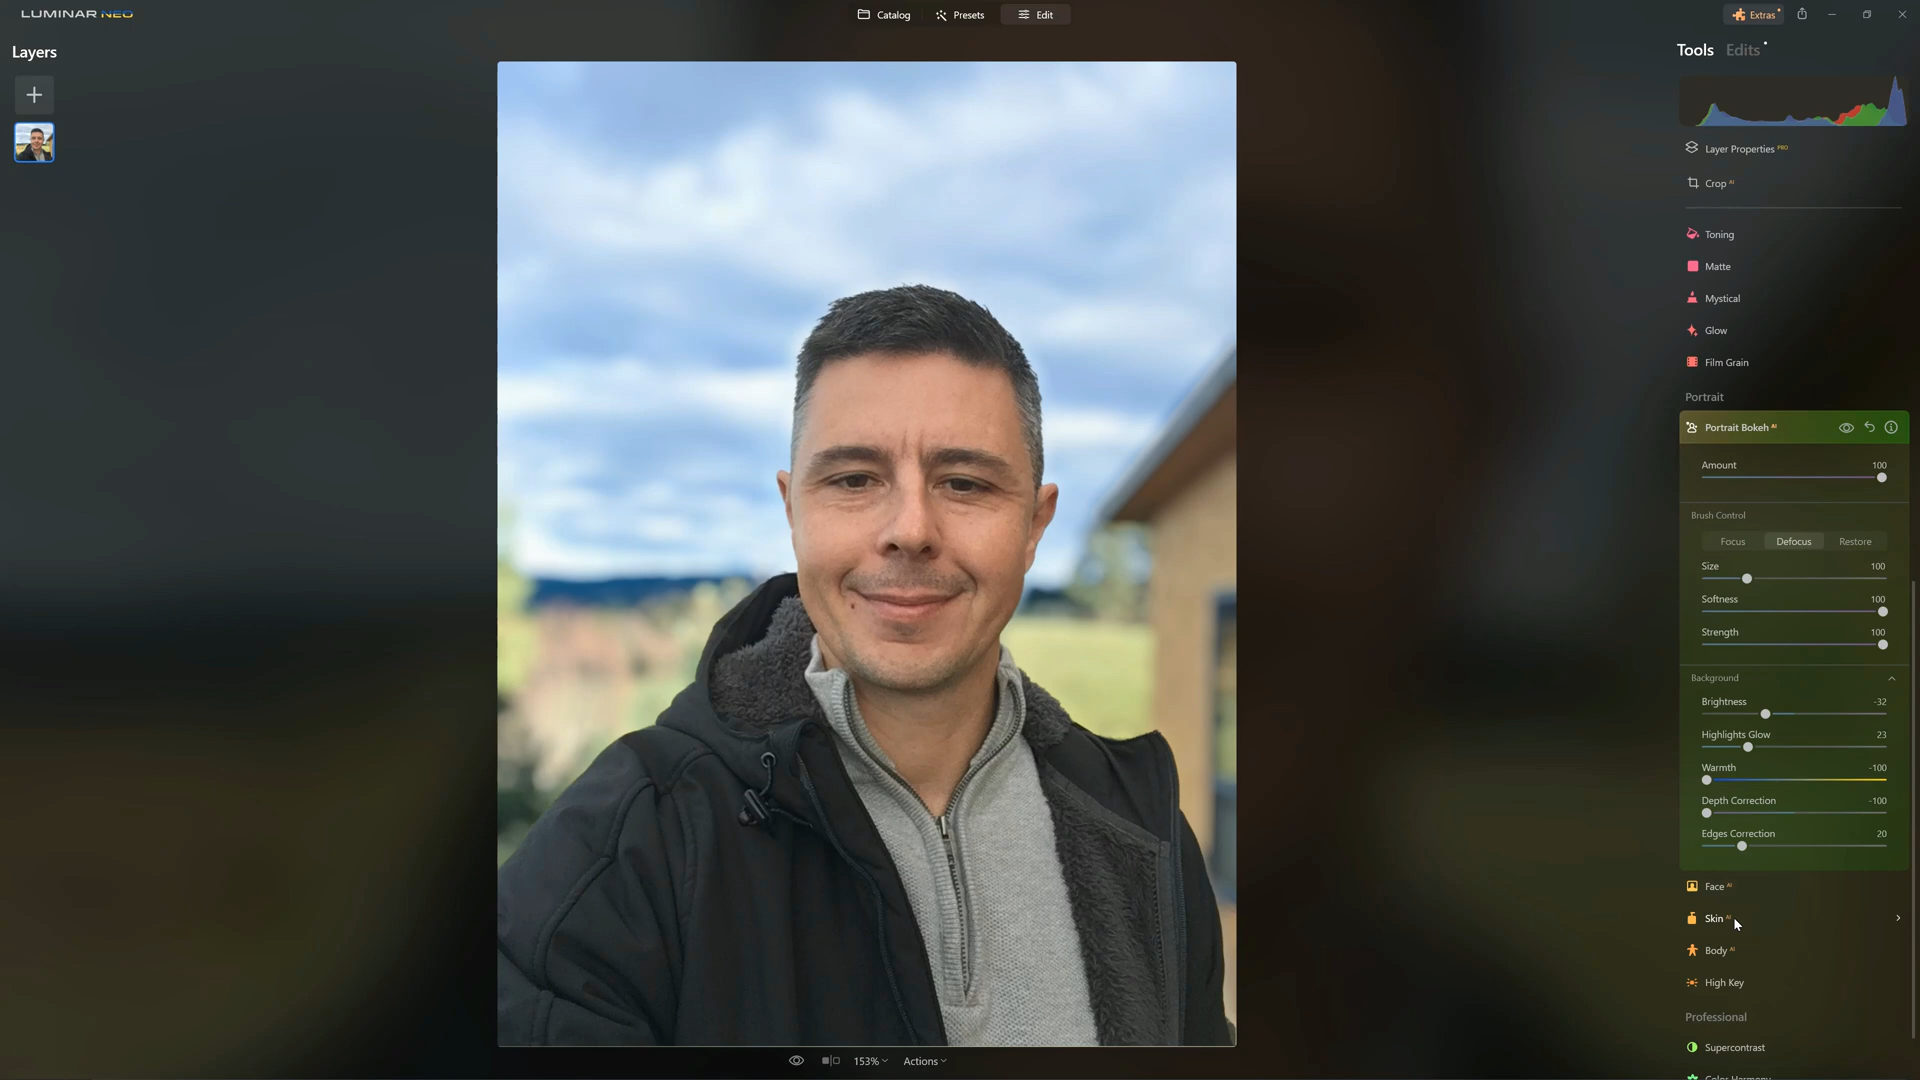 LUMINAR NEO
Catalog
Presets
Edit
Extras
Layers
Tools Edits
Layer Properties PRO
Crop AI
Toning
Matte
Mystical
Glow
Film Grain
Portrait
Portrait Bokeh AI
Amount 100
Brush Control
Focus Defocus Restore
Size 100
Softness 100
Strength 100
Background
Brightness -32
Highlights Glow 23
Warmth -100
Depth Correction -100
Edges Correction 20
Face AI
Skin AI
Body AI
High Key
Professional
Supercontrast
Color Harmony
153%
Actions